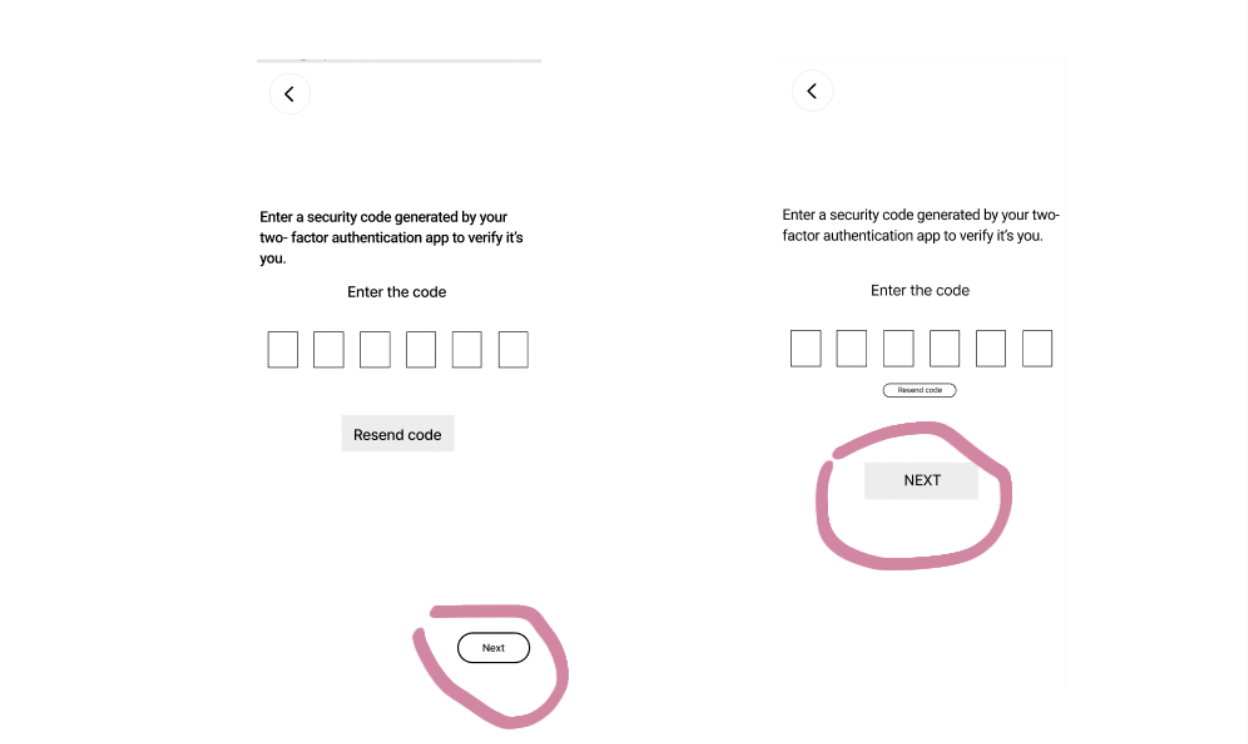 Enter a security code generated by your
two- factor authentication app to verify it's
you.
Enter the code
Resend code
Next
Enter a security code generated by your two-
factor authentication app to verify it's you.
Enter the code
Resend code
NEXT